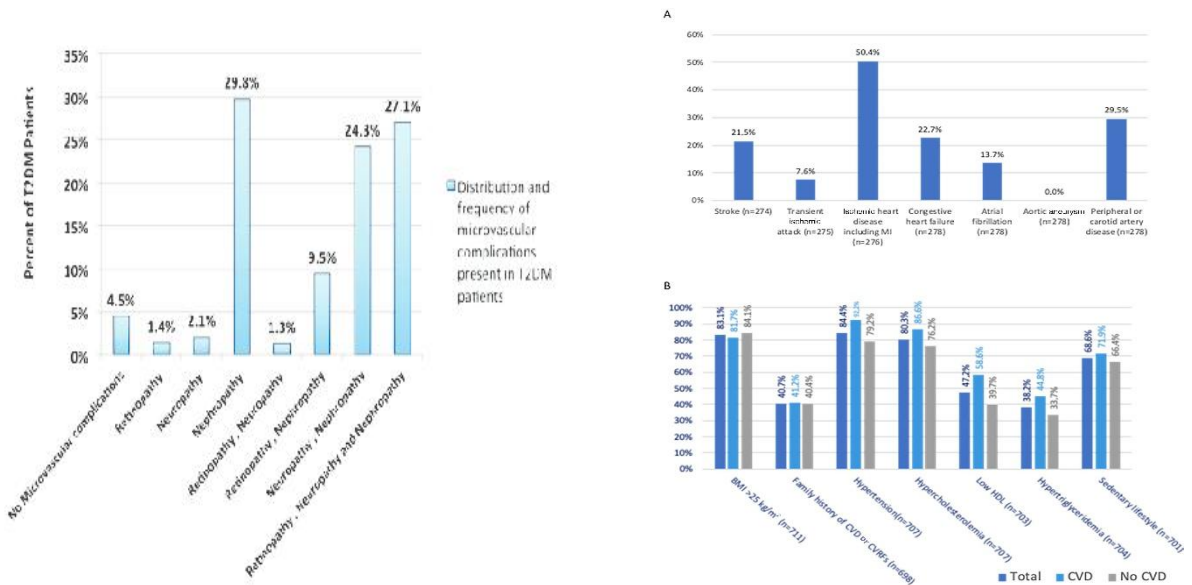 Percent of T2DM Patients
35%
30%
25%
20%
15%
10%
5%
0%
4.5%
1.4%
2.1%
29.8%
1.3%
9.5%
24.3%
27.1%
No Microvascular complications
Retinopathy
Neuropathy
Nephropathy
Retinopathy, Neuropathy
Retinopathy, Nephropathy
Neuropathy, Nephropathy
Retinopathy, Neuropathy and Nephropathy
Distribution and
frequency of
microvascular
complications
present in T2DM
patients
A
60%
50%
40%
30%
20%
10%
0%
21.5%
7.6%
50.4%
22.7%
13.7%
0.0%
29.5%
Stroke (n=274)
Transient
ischemic
attack (n=275)
Ischemic heart
disease
including MI
(n=276)
Congestive
heart failure
(n=278)
Atrial
fibrillation
(n=278)
Aortic aneurysm
(n=278)
Peripheral or
carotid artery
disease (n=278)
B
100%
90%
80%
70%
60%
50%
40%
30%
20%
10%
0%
83.1%
81.7%
84.1%
40.7%
41.2%
40.4%
84.4%
92.2%
79.2%
80.3%
86.6%
76.2%
47.2%
58.6%
39.7%
38.2%
44.8%
33.7%
68.6%
71.9%
66.4%
BMI >25 kg/m² (n=711)
Family history of CVD or CVRFs (n=698)
Hypertension(n=707)
Hypercholesterolemia (n=707)
Low HDL (n=703)
Hypertriglyceridemia (n=704)
Sedentary lifestyle (n=701)
Total CVD No CVD